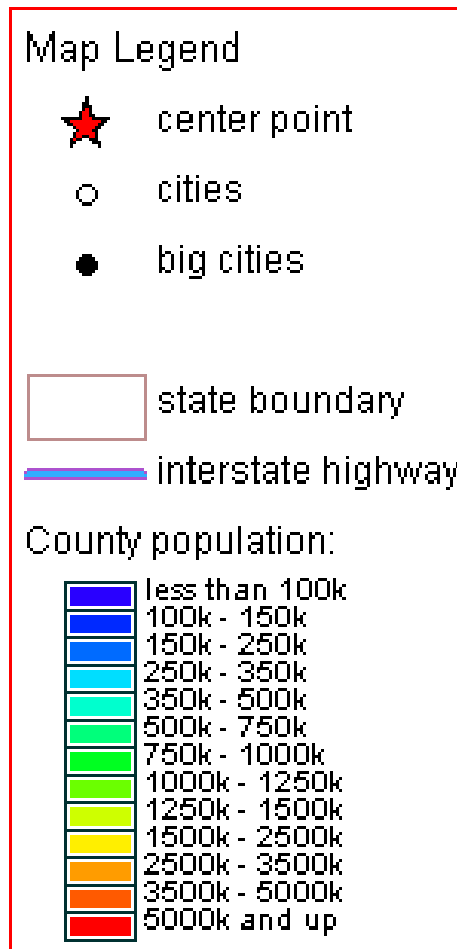 Map Legend
center point
cities
big cities
state boundary
interstate highway
County population:
less than 100k
100k - 150k
150k - 250k
250k - 350k
350k - 500k
500k - 750k
750k - 1000k
1000k - 1250k
1250k - 1500k
1500k - 2500k
2500k - 3500k
3500k - 5000k
5000k and up